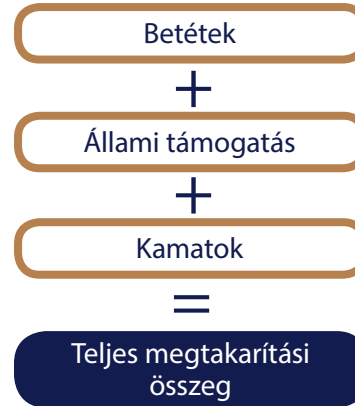 Betétek
+
Állami támogatás
+
Kamatok
=
Teljes megtakarítási
összeg